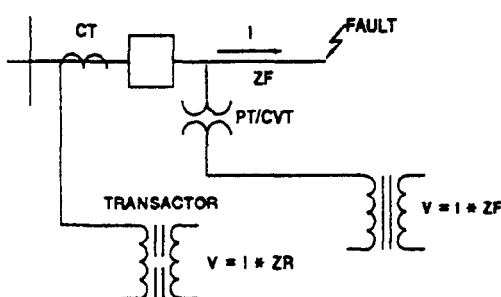 CT
I
FAULT
ZF
PT/CVT
TRANSACTOR
V = I * ZR
V = I * ZF